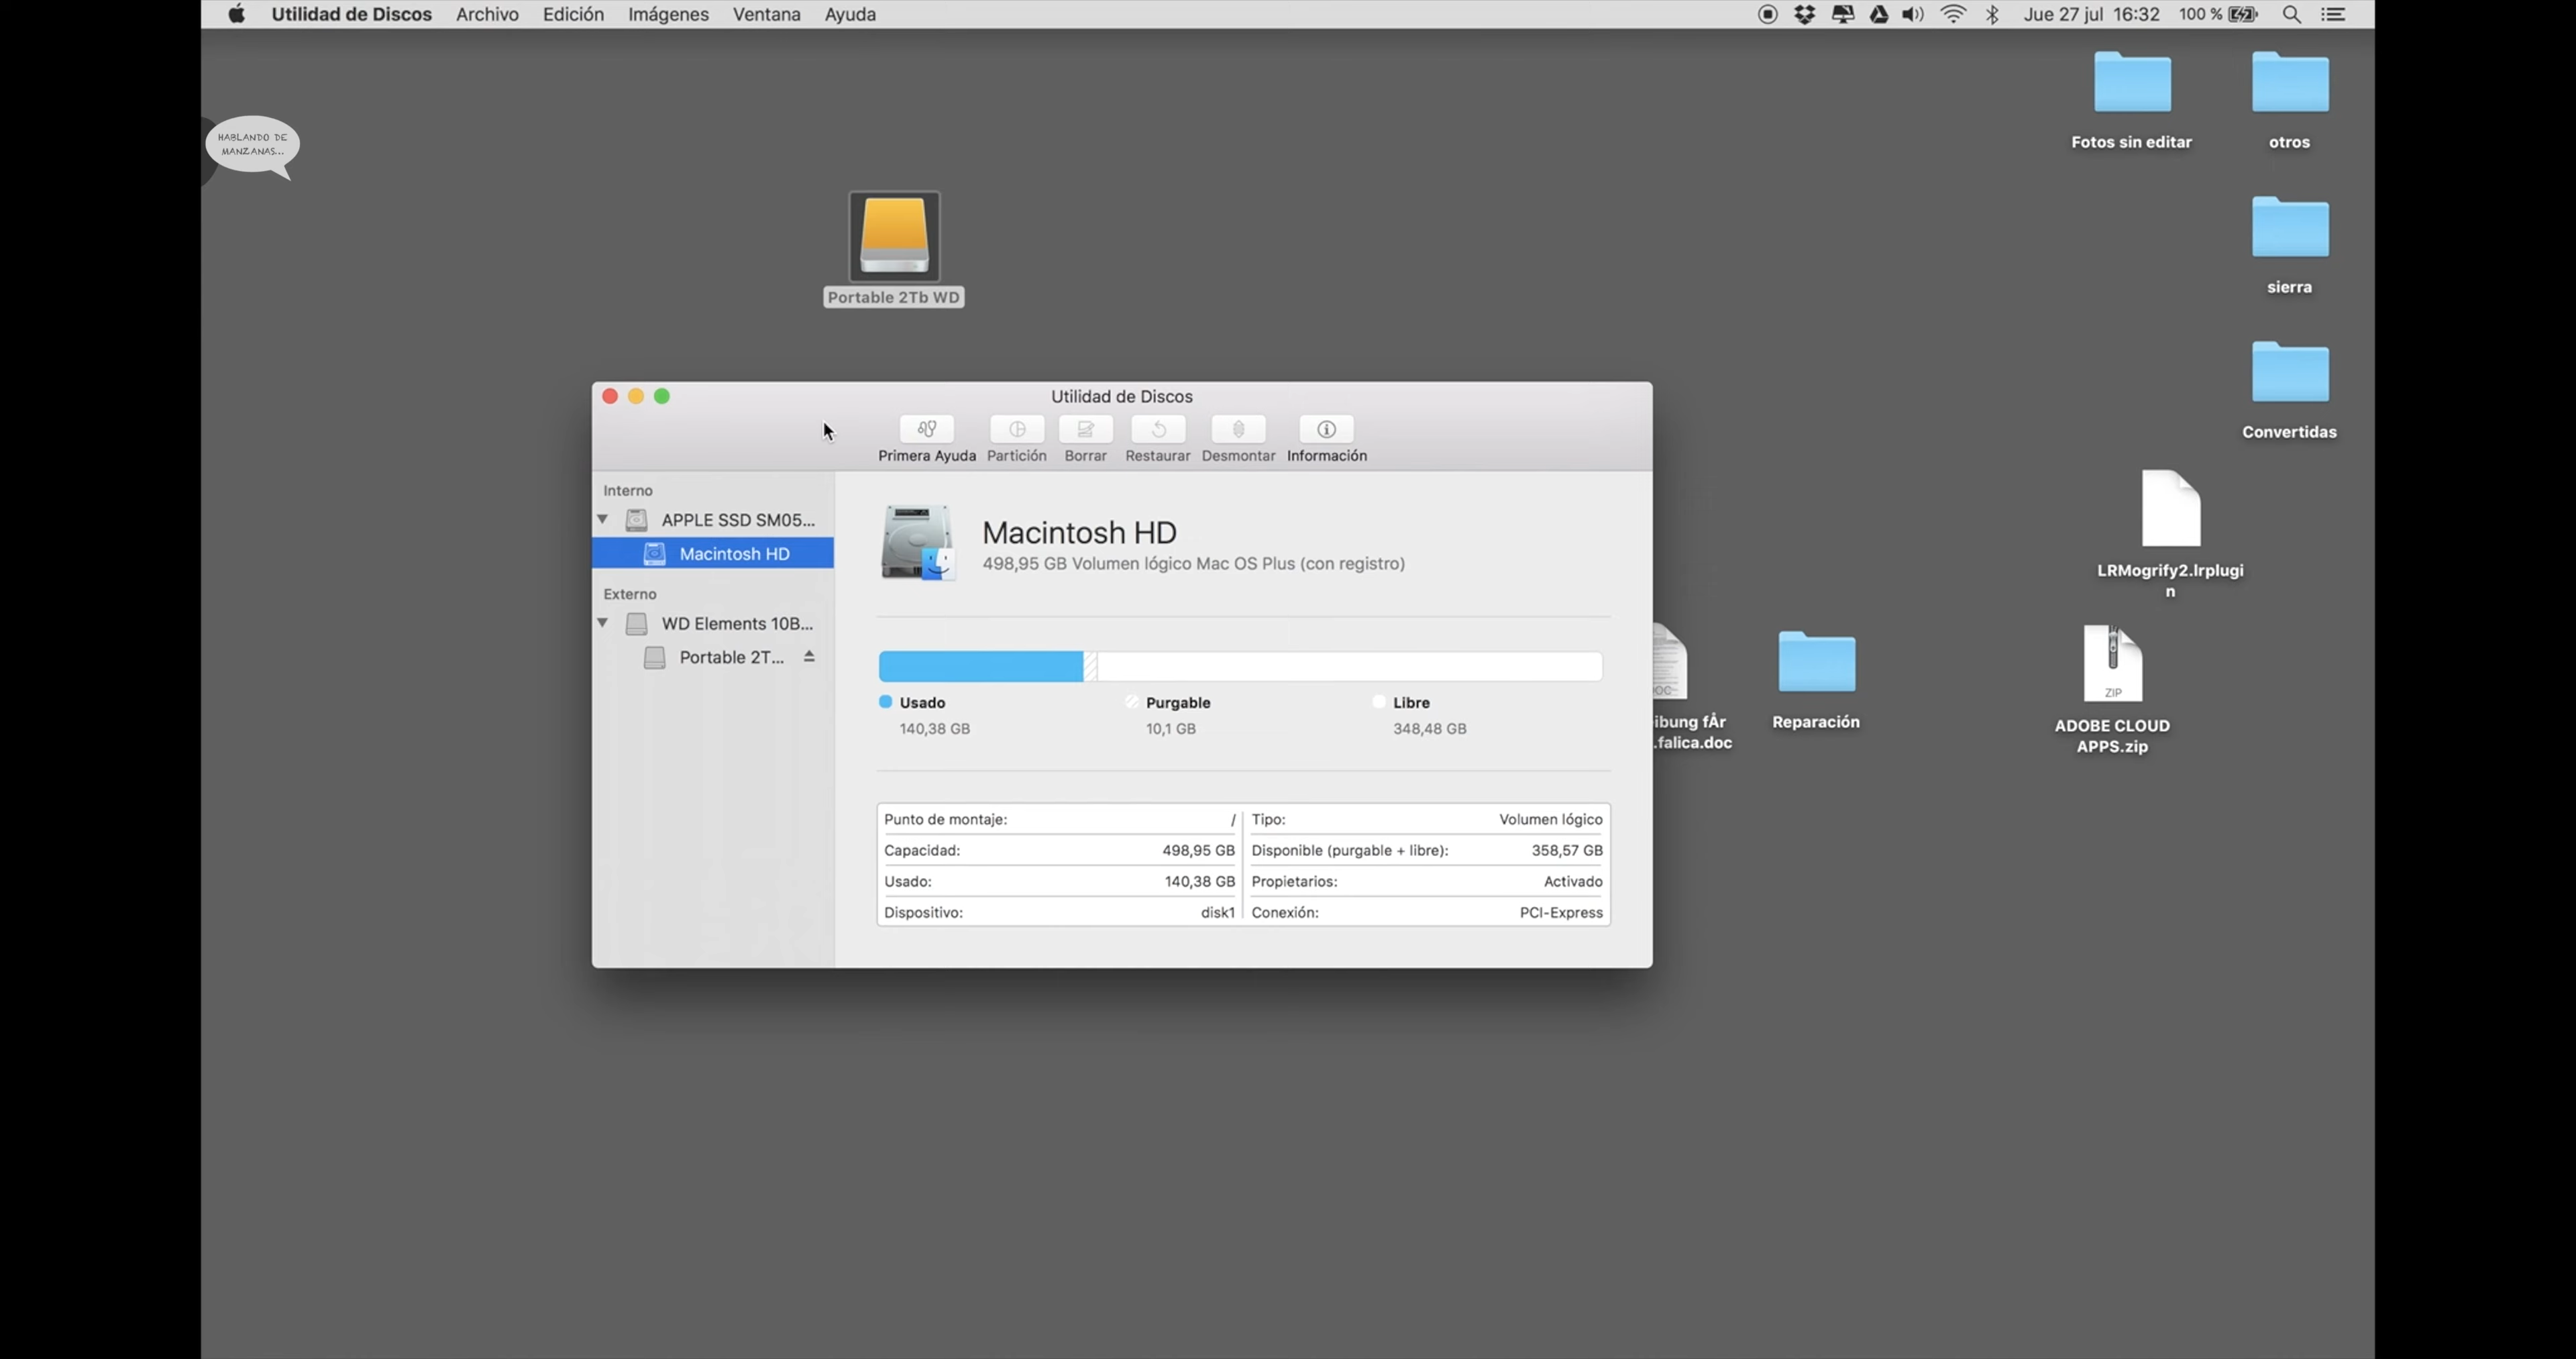 Utilidad de Discos Archivo Edición Imágenes Ventana Ayuda
Jue 27 jul 16:32 100 %
HABLANDO DE
MANZANAS...
Portable 2Tb WD
Fotos sin editar
otros
sierra
Convertidas
LRMogrify2.lrplugi
n
Utilidad de Discos
Primera Ayuda Partición Borrar Restaurar Desmontar Información
Interno
APPLE SSD SM05...
Macintosh HD
Externo
WD Elements 10B...
Portable 2T...
Macintosh HD
498,95 GB Volumen lógico Mac OS Plus (con registro)
Usado
140,38 GB
Purgable
10,1 GB
Libre
348,48 GB
Punto de montaje: /
Tipo: Volumen lógico
Capacidad: 498,95 GB
Disponible (purgable + libre): 358,57 GB
Usado: 140,38 GB
Propietarios: Activado
Dispositivo: disk1
Conexión: PCI-Express
ibung fÅr
.falica.doc
Reparación
ZIP
ADOBE CLOUD
APPS.zip